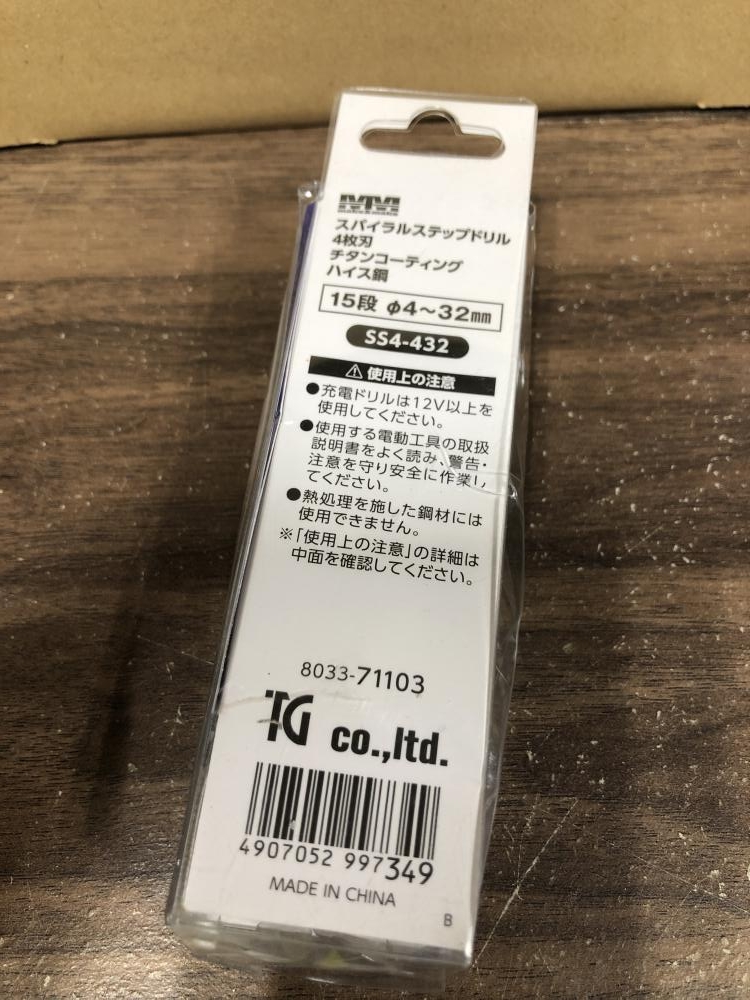 スパイラルステップドリル
4枚刃
チタンコーティング
ハイス鋼
15段 φ4〜32mm
SS4-432
⚠ 使用上の注意
●充電ドリルは12V以上を
使用してください。
●使用する電動工具の取扱
説明書をよく読み、警告・
注意を守り安全に作業し
てください。
●熱処理を施した鋼材には
使用できません。
※「使用上の注意」の詳細は
中面を確認してください。
8033-71103
TG co.,ltd.
4907052 997349
MADE IN CHINA
B